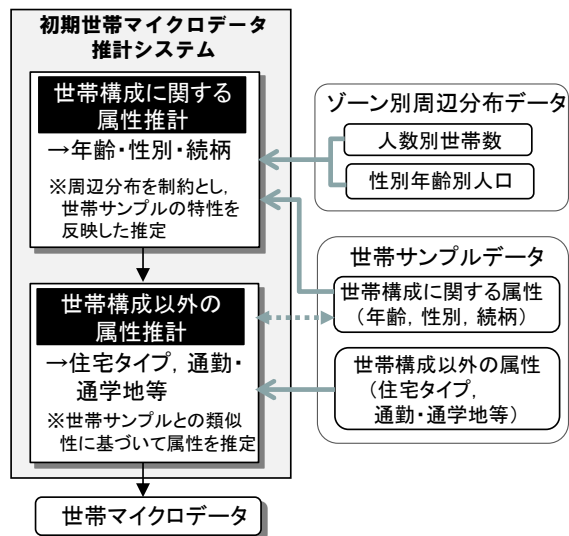 初期世帯マイクロデータ
推計システム
世帯構成に関する
属性推計
→年齢・性別・続柄
※周辺分布を制約とし,
世帯サンプルの特性を
反映した推定
世帯構成以外の
属性推計
→住宅タイプ, 通勤・
通学地等
※世帯サンプルとの類似
性に基づいて属性を推定
世帯マイクロデータ
ゾーン別周辺分布データ
人数別世帯数
性別年齢別人口
世帯サンプルデータ
世帯構成に関する属性
（年齢, 性別, 続柄）
世帯構成以外の属性
（住宅タイプ,
通勤・通学地等）